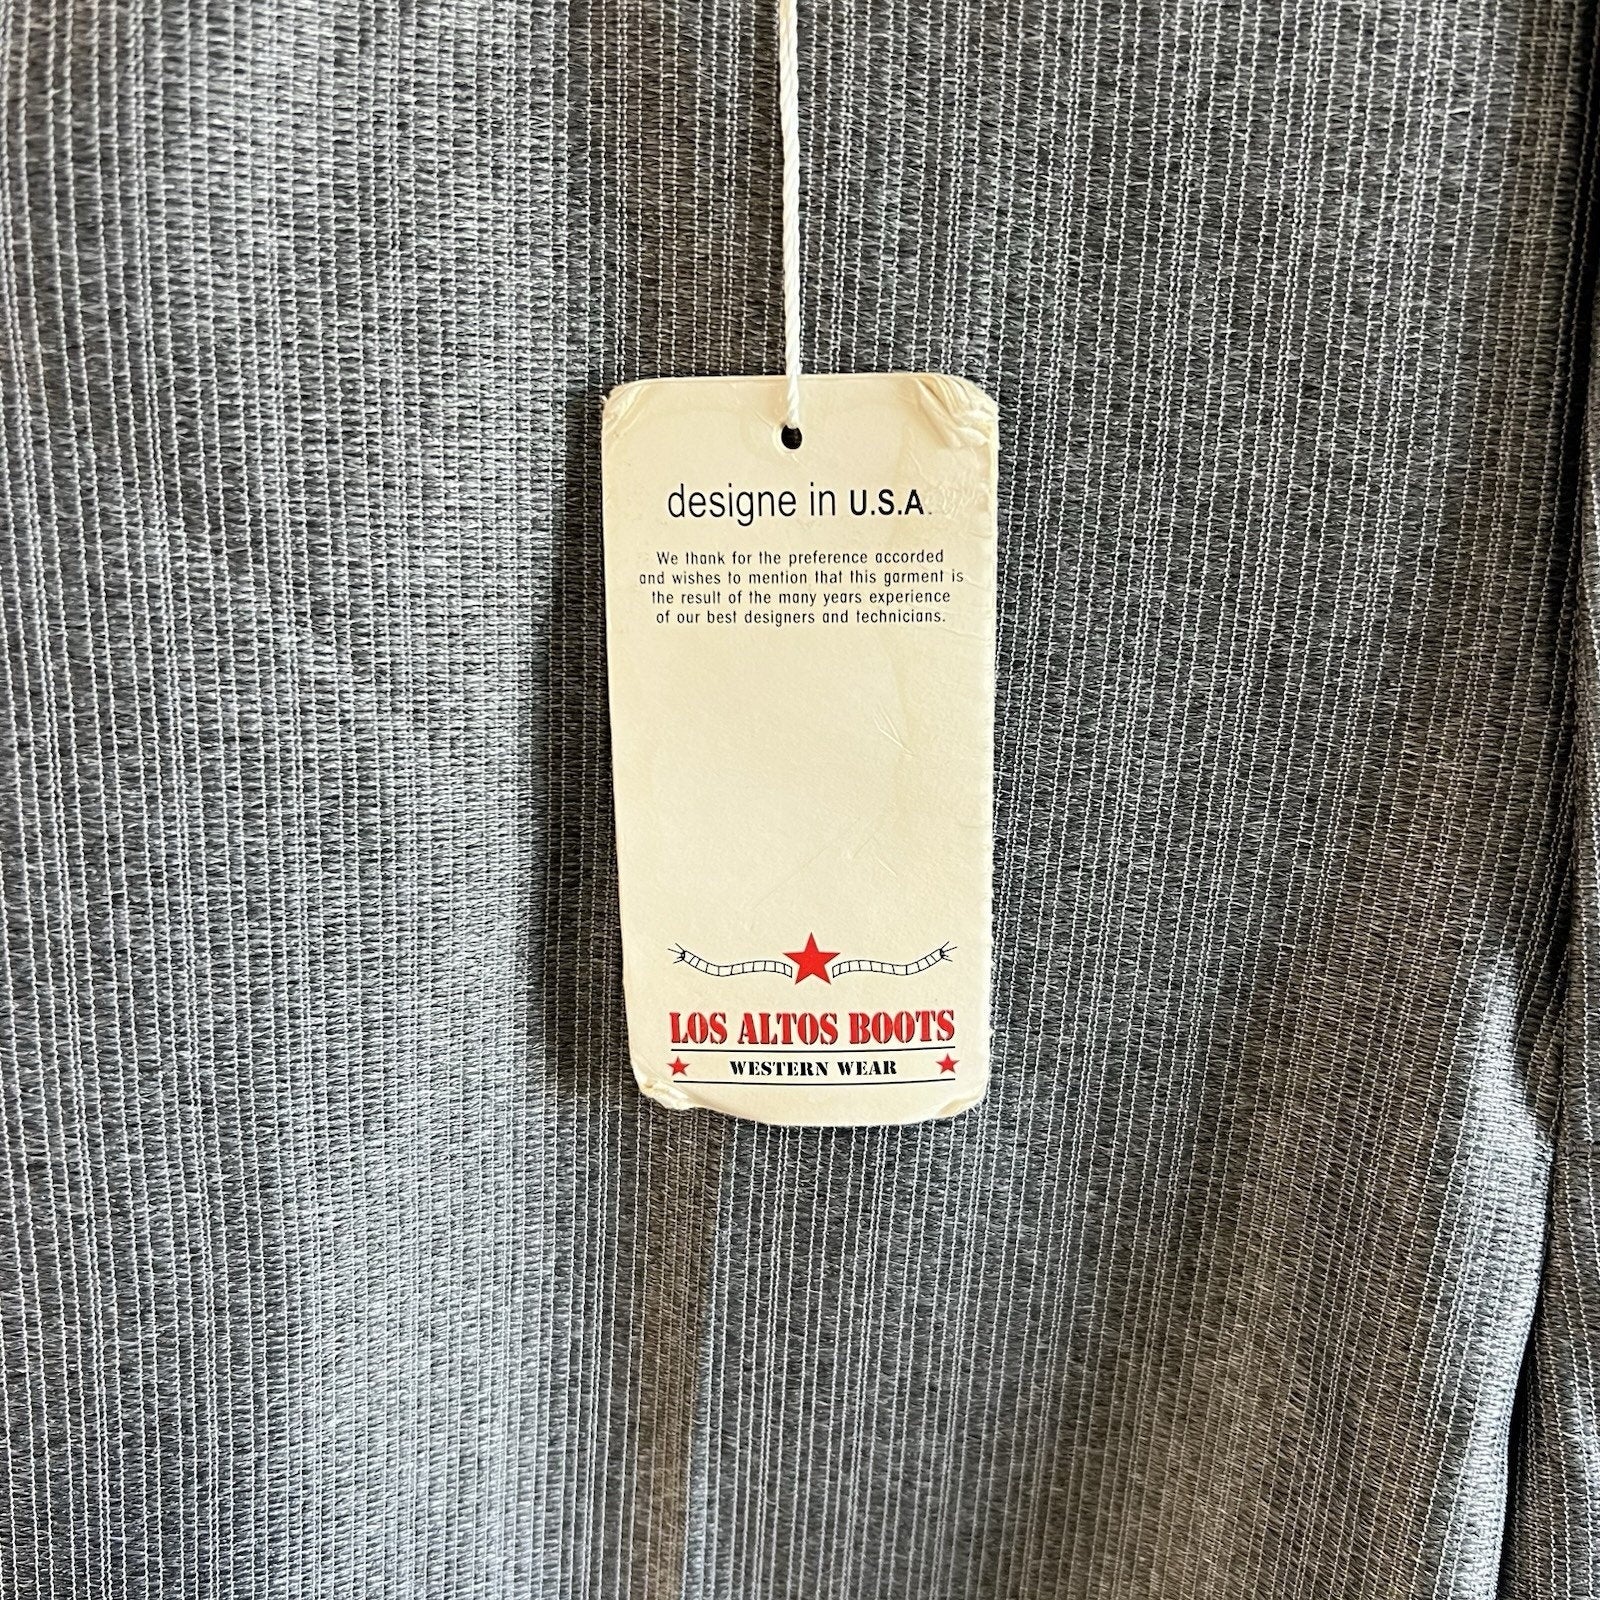 designe in U.S.A.
We thank for the preference accorded
and wishes to mention that this garment is
the result of the many years experience
of our best designers and technicians.
LOS ALTOS BOOTS
WESTERN WEAR